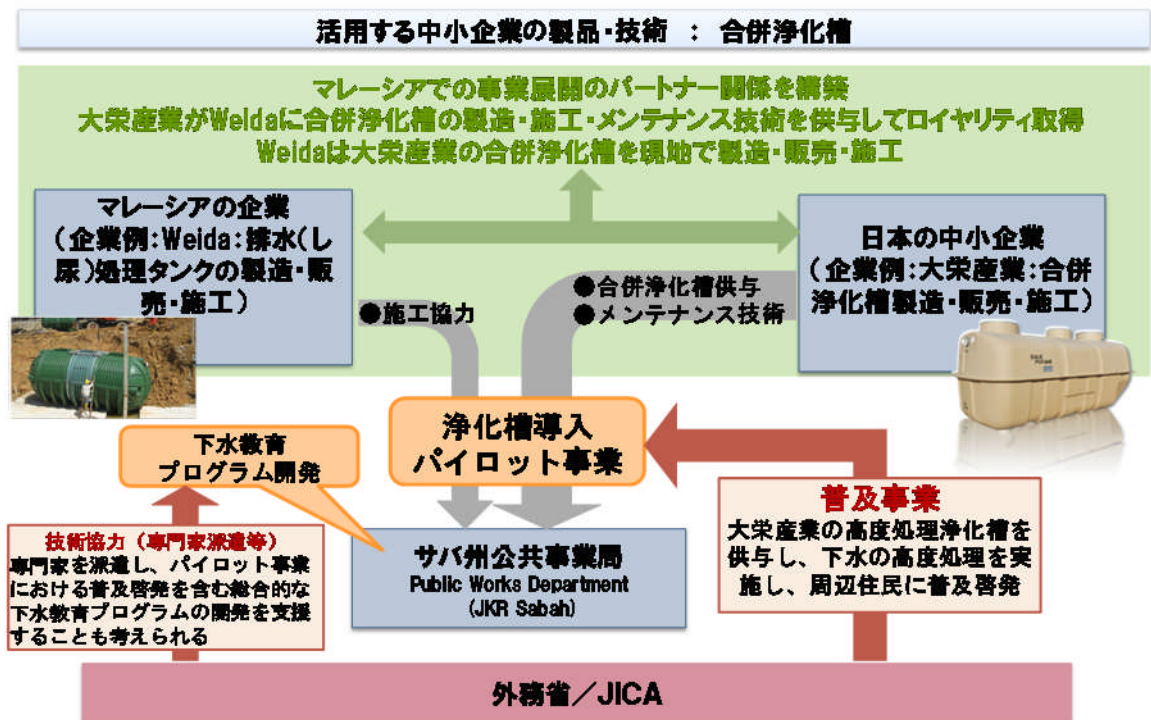 活用する中小企業の製品・技術 ： 合併浄化槽
マレーシアでの事業展開のパートナー関係を構築
大栄産業がWeidaに合併浄化槽の製造・施工・メンテナンス技術を供与してロイヤリティ取得
Weidaは大栄産業の合併浄化槽を現地で製造・販売・施工
マレーシアの企業
（企業例：Weida：排水（し
尿）処理タンクの製造・販
売・施工）
日本の中小企業
（企業例：大栄産業：合併
浄化槽製造・販売・施工）
●施工協力
●合併浄化槽供与
●メンテナンス技術
浄化槽導入
パイロット事業
下水教育
プログラム開発
技術協力（専門家派遣等）
専門家を派遣し、パイロット事業
における普及啓発を含む総合的な
下水教育プログラムの開発を支援
することも考えられる
サバ州公共事業局
Public Works Department
(JKR Sabah)
普及事業
大栄産業の高度処理浄化槽を
供与し、下水の高度処理を実
施し、周辺住民に普及啓発
外務省／JICA